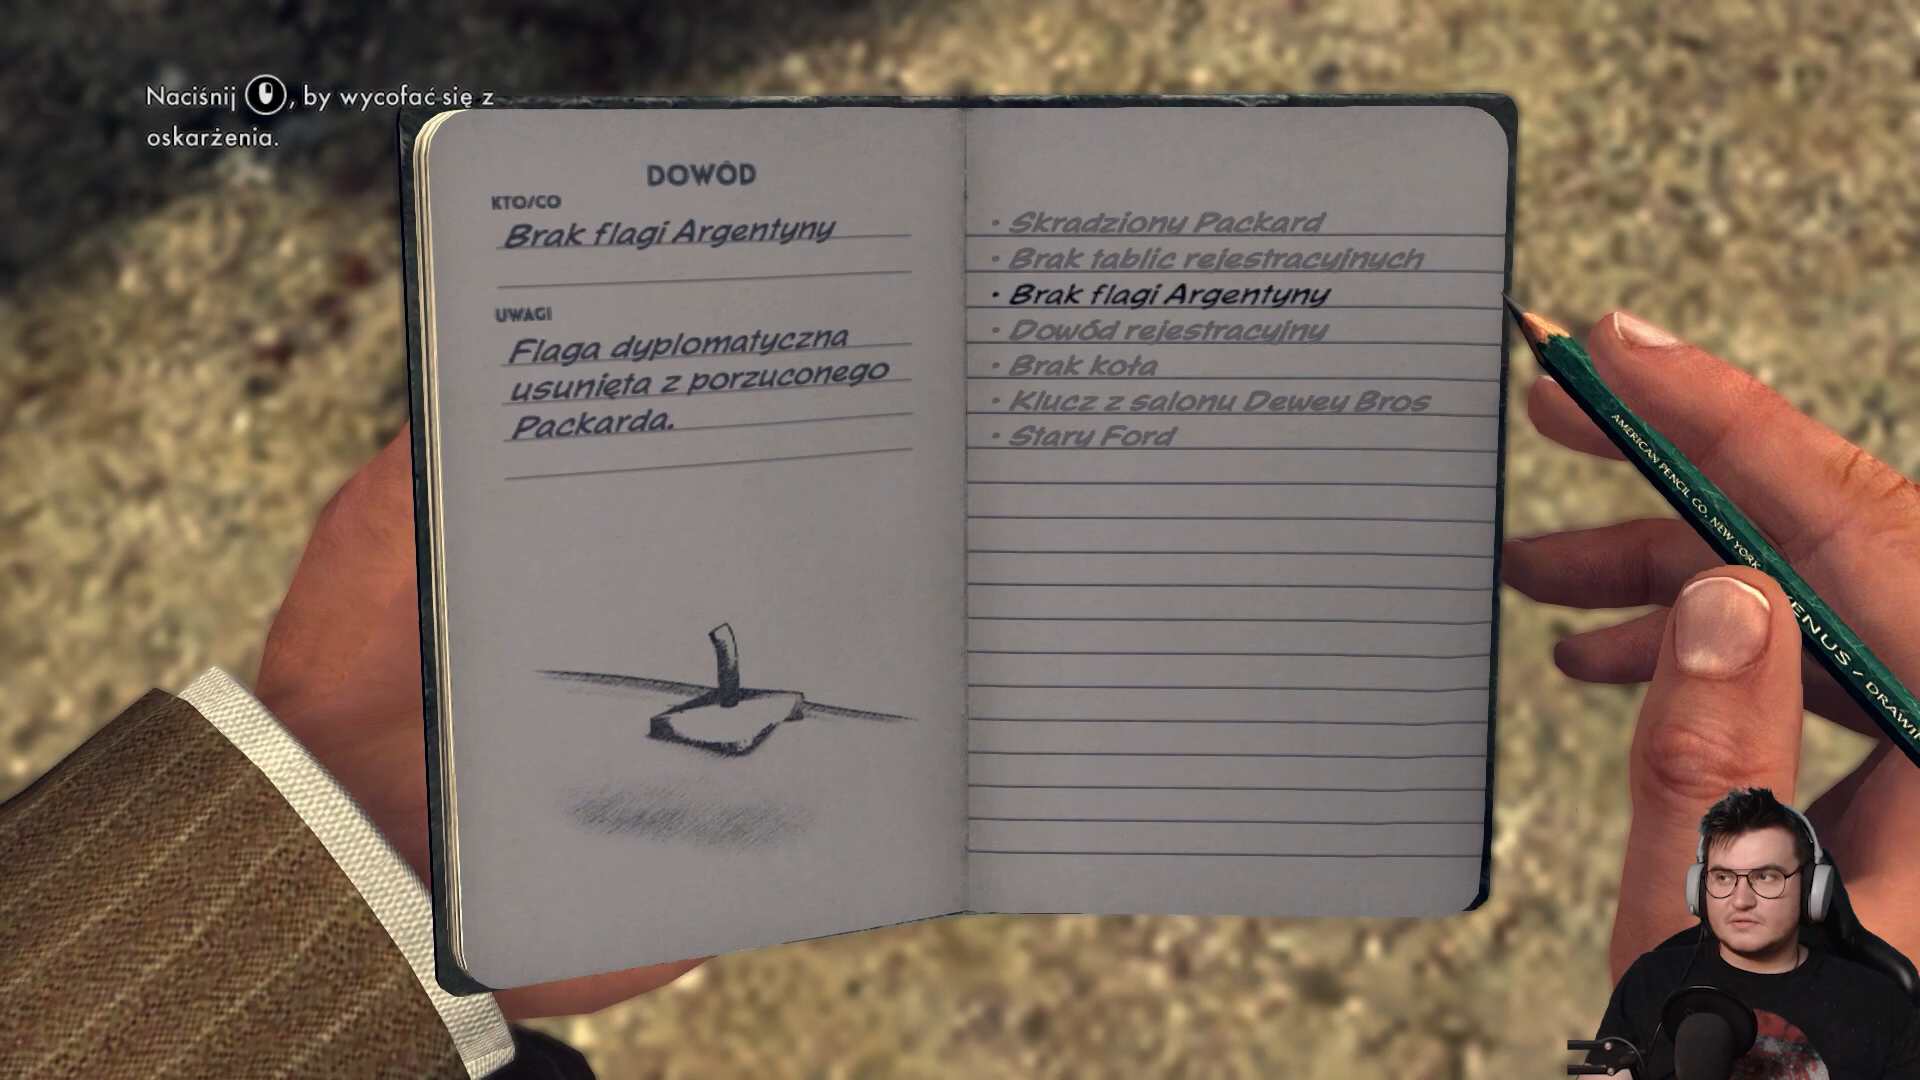 Naciśnij , by wycofać się z
oskarżenia.
DOWÓD
KTO/CO
Brak flagi Argentyny
UWAGI
Flaga dyplomatyczna
usunięta z porzuconego
Packarda.
• Skradziony Packard
• Brak tablic rejestracyjnych
• Brak flagi Argentyny
• Dowód rejestracyjny
• Brak koła
• Klucz z salonu Dewey Bros
• Stary Ford
AMERICAN PENCIL CO. NEW YORK
VENUS / DRAWIN